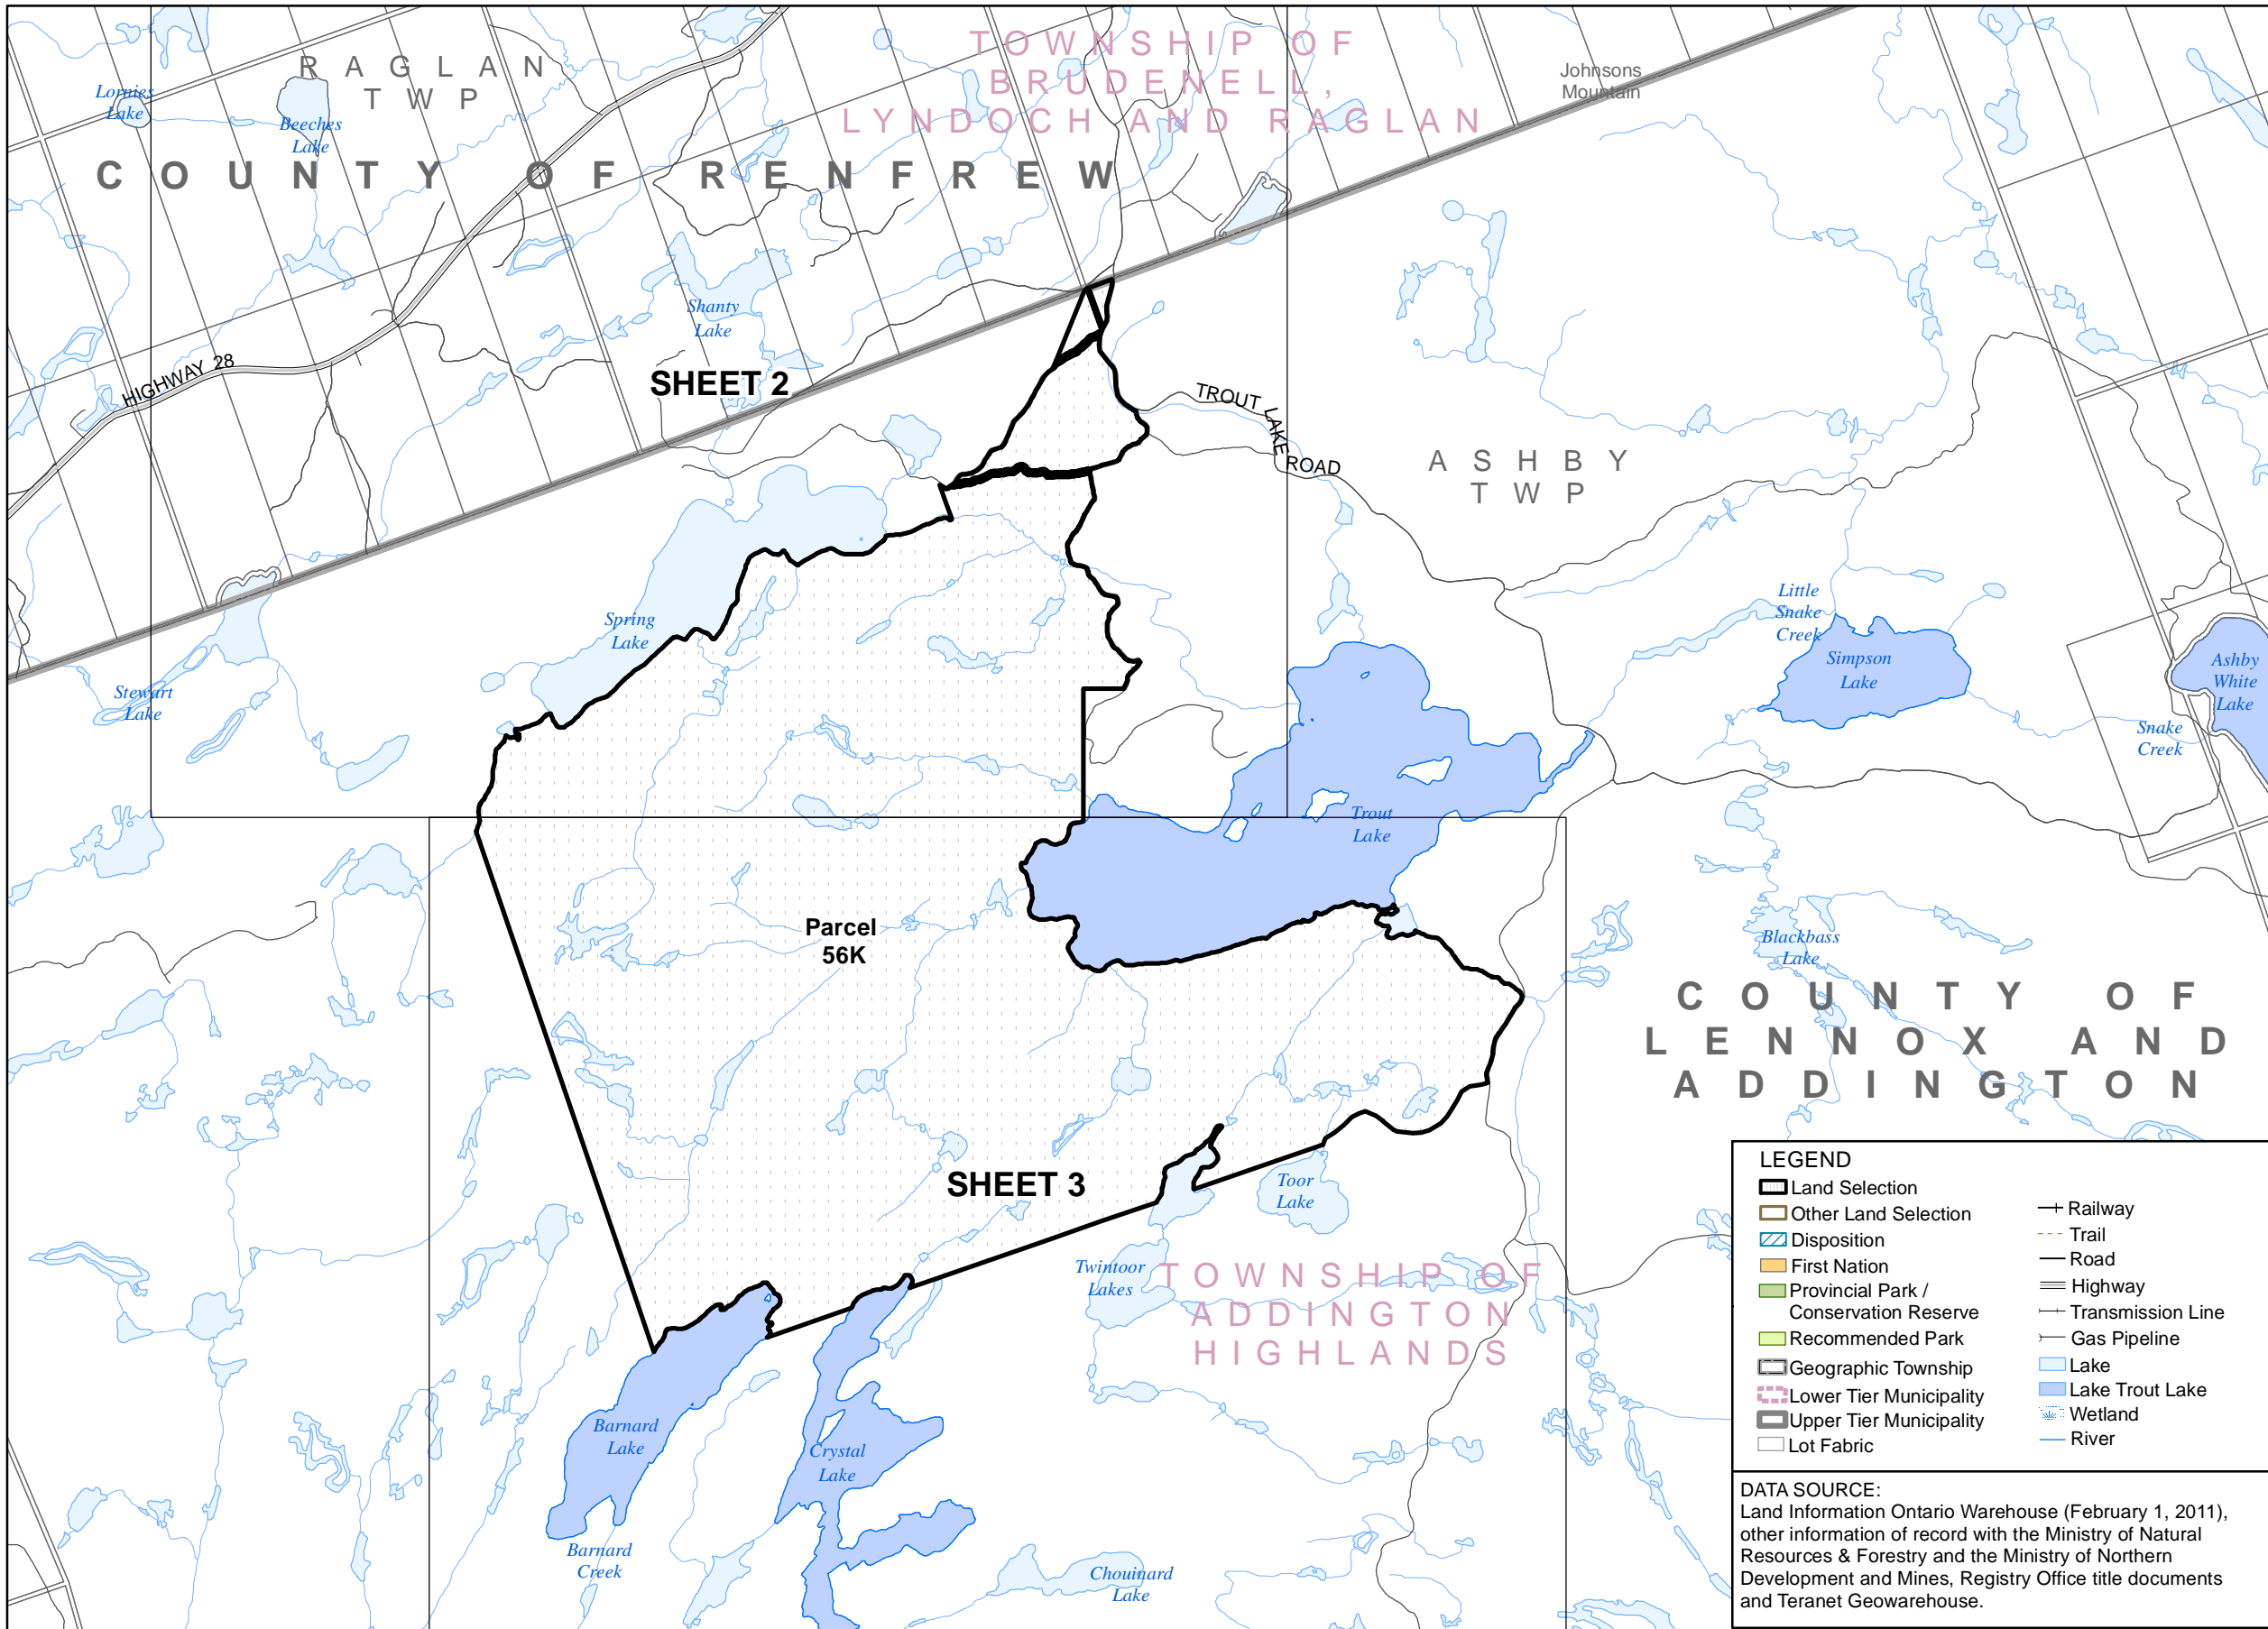 TOWNSHIP OF
BRUDENELL,
LYNDOCH AND RAGLAN
RAGLAN
TWP
Johnsons
Mountain
Lornies
Lake
Beeches
Lake
COUNTY OF RENFREW
Shanty
Lake
HIGHWAY 28
SHEET 2
TROUT LAKE ROAD
ASHBY
TWP
Spring
Lake
Stewart
Lake
Little
Snake
Creek
Simpson
Lake
Ashby
White
Lake
Snake
Creek
Trout
Lake
Parcel
56K
Blackbass
Lake
COUNTY OF
LENNOX AND
ADDINGTON
SHEET 3
Toor
Lake
Twintoor
Lakes
TOWNSHIP OF
ADDINGTON
HIGHLANDS
Barnard
Lake
Crystal
Lake
Barnard
Creek
Chouinard
Lake
LEGEND
Land Selection
Other Land Selection
Disposition
First Nation
Provincial Park /
Conservation Reserve
Recommended Park
Geographic Township
Lower Tier Municipality
Upper Tier Municipality
Lot Fabric
Railway
Trail
Road
Highway
Transmission Line
Gas Pipeline
Lake
Lake Trout Lake
Wetland
River
DATA SOURCE:
Land Information Ontario Warehouse (February 1, 2011),
other information of record with the Ministry of Natural
Resources & Forestry and the Ministry of Northern
Development and Mines, Registry Office title documents
and Teranet Geowarehouse.